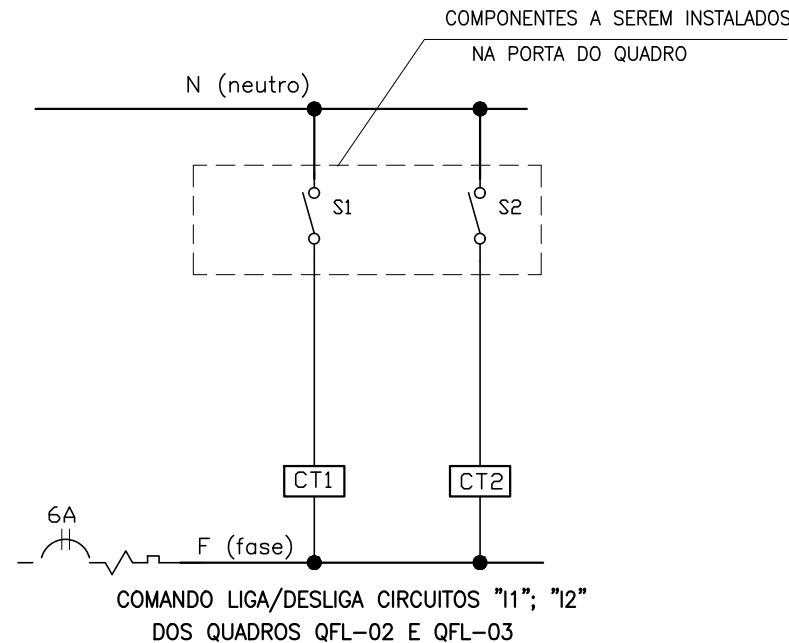 COMPONENTES A SEREM INSTALADOS
NA PORTA DO QUADRO
N (neutro)
S1
S2
CT1
CT2
6A
F (fase)
COMANDO LIGA/DESLIGA CIRCUITOS "I1"; "I2"
DOS QUADROS QFL-02 E QFL-03